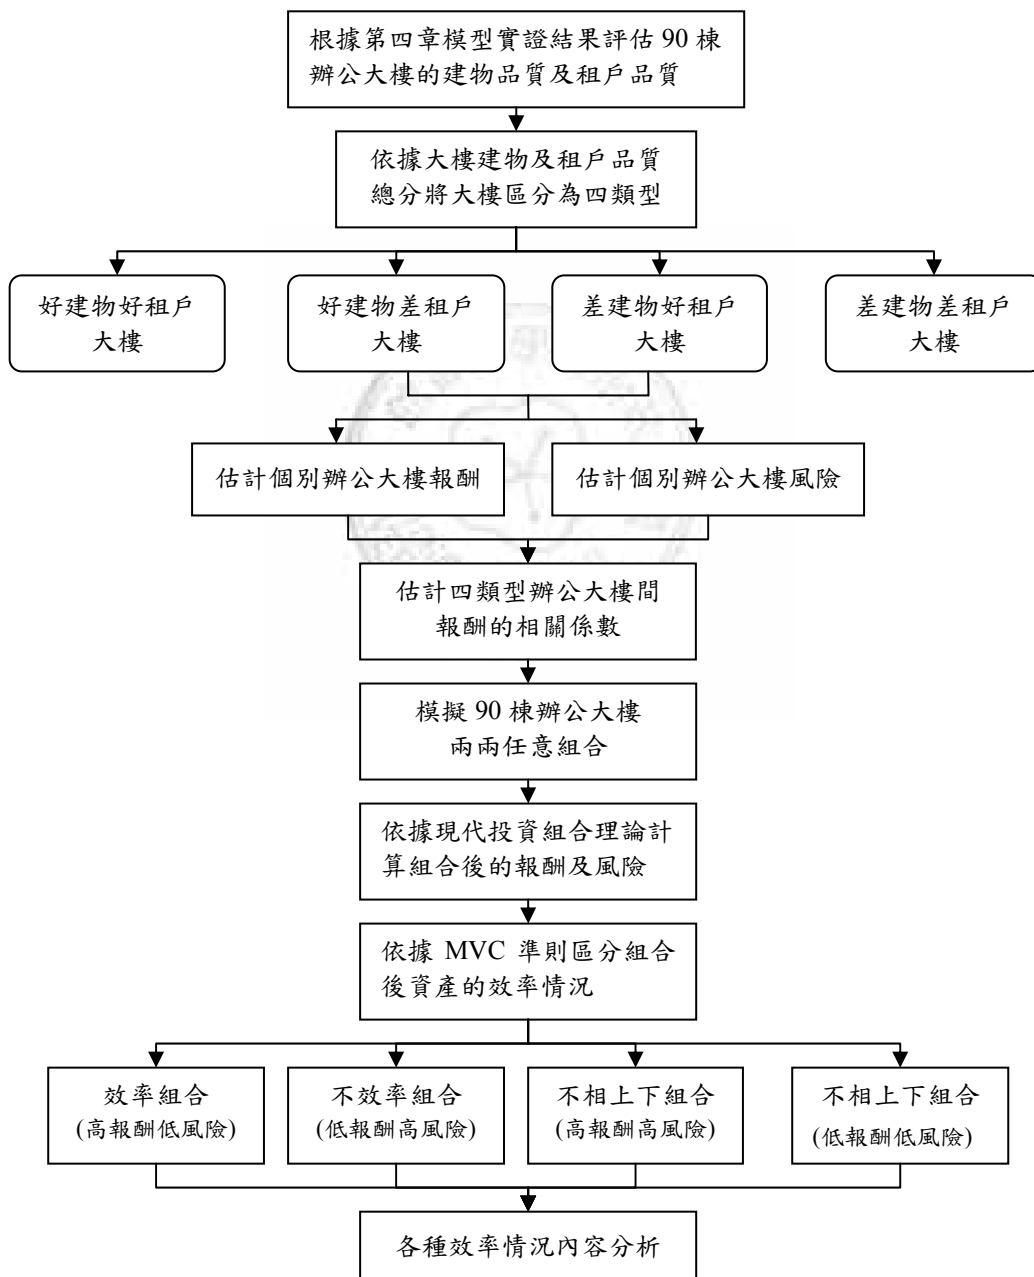 根據第四章模型實證結果評估 90 棟
辦公大樓的建物品質及租戶品質
依據大樓建物及租戶品質
總分將大樓區分為四類型
好建物好租戶
大樓
好建物差租戶
大樓
差建物好租戶
大樓
差建物差租戶
大樓
估計個別辦公大樓報酬
估計個別辦公大樓風險
估計四類型辦公大樓間
報酬的相關係數
模擬 90 棟辦公大樓
兩兩任意組合
依據現代投資組合理論計
算組合後的報酬及風險
依據 MVC 準則區分組合
後資產的效率情況
效率組合
(高報酬低風險)
不效率組合
(低報酬高風險)
不相上下組合
(高報酬高風險)
不相上下組合
(低報酬低風險)
各種效率情況內容分析